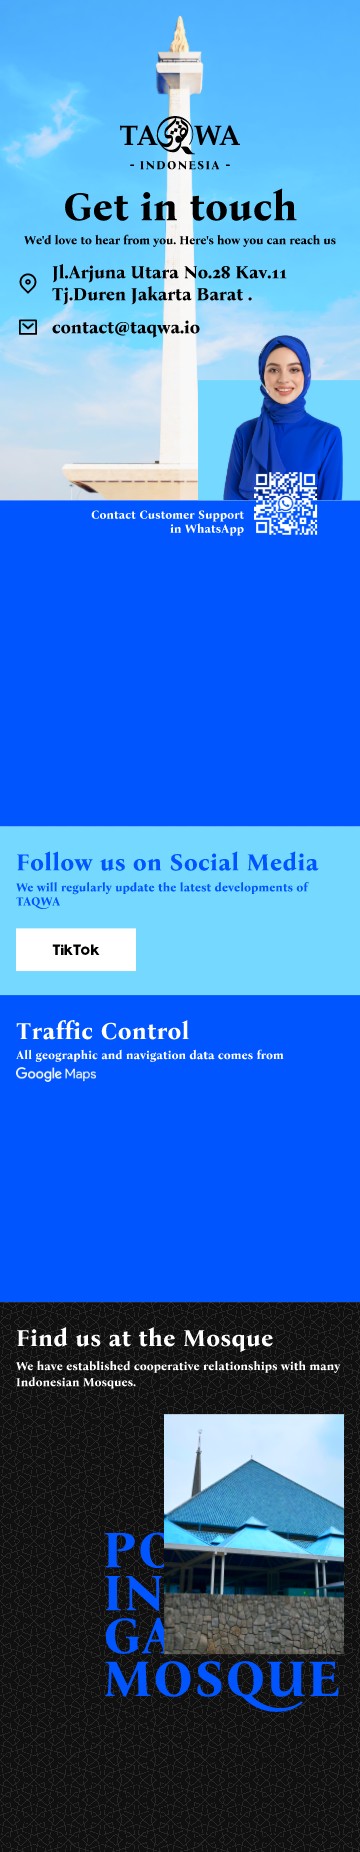 TAQWA
- INDONESIA -
Get in touch
We'd love to hear from you. Here's how you can reach us
Jl.Arjuna Utara No.28 Kav.11
Tj.Duren Jakarta Barat .
contact@taqwa.io
Contact Customer Support
in WhatsApp
Follow us on Social Media
We will regularly update the latest developments of
TAQWA
TikTok
Traffic Control
All geographic and navigation data comes from
Google Maps
Find us at the Mosque
We have established cooperative relationships with many
Indonesian Mosques.
MOSQUE